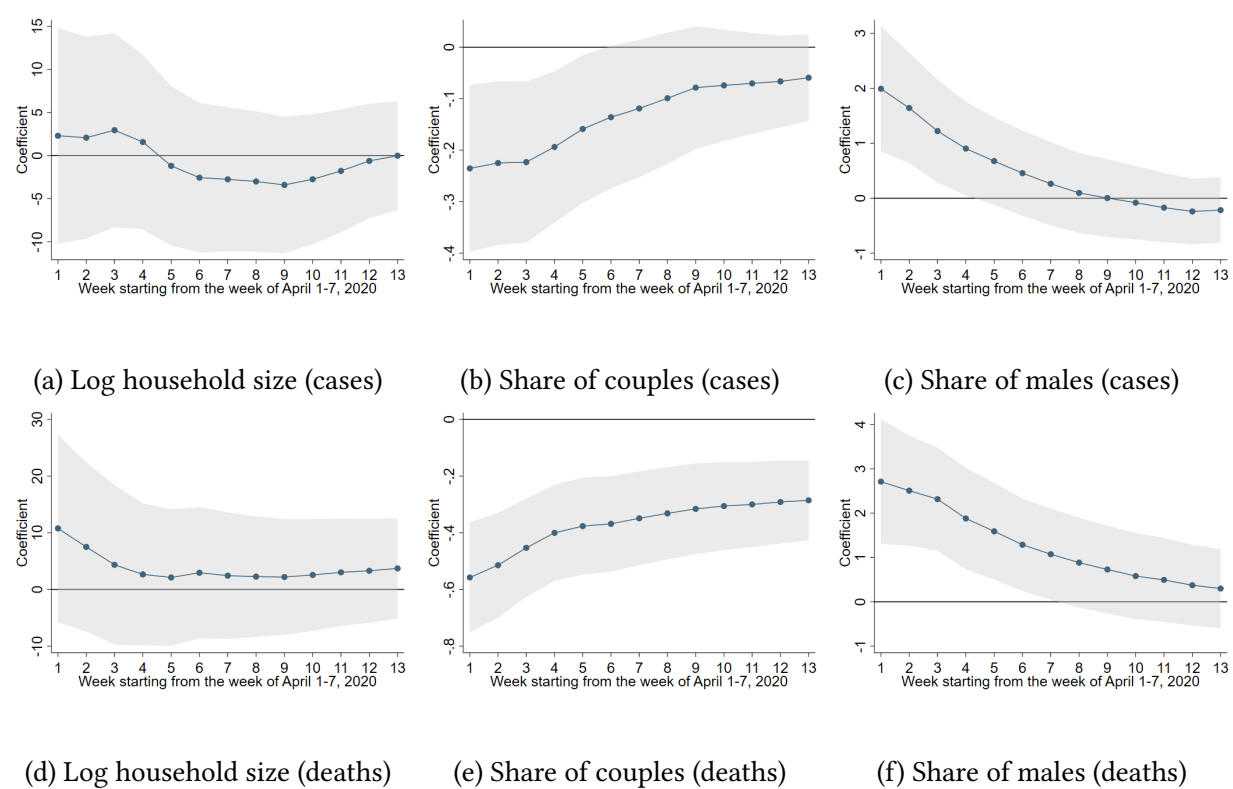 Coefficient
-10 -5 0 5 10 15
1 2 3 4 5 6 7 8 9 10 11 12 13
Week starting from the week of April 1-7, 2020
Coefficient
-.4 -.3 -.2 -.1 0
1 2 3 4 5 6 7 8 9 10 11 12 13
Week starting from the week of April 1-7, 2020
Coefficient
-1 0 1 2 3
1 2 3 4 5 6 7 8 9 10 11 12 13
Week starting from the week of April 1-7, 2020
(a) Log household size (cases)
(b) Share of couples (cases)
(c) Share of males (cases)
Coefficient
-10 0 10 20 30
1 2 3 4 5 6 7 8 9 10 11 12 13
Week starting from the week of April 1-7, 2020
Coefficient
-.8 -.6 -.4 -.2 0
1 2 3 4 5 6 7 8 9 10 11 12 13
Week starting from the week of April 1-7, 2020
Coefficient
-1 0 1 2 3 4
1 2 3 4 5 6 7 8 9 10 11 12 13
Week starting from the week of April 1-7, 2020
(d) Log household size (deaths)
(e) Share of couples (deaths)
(f) Share of males (deaths)